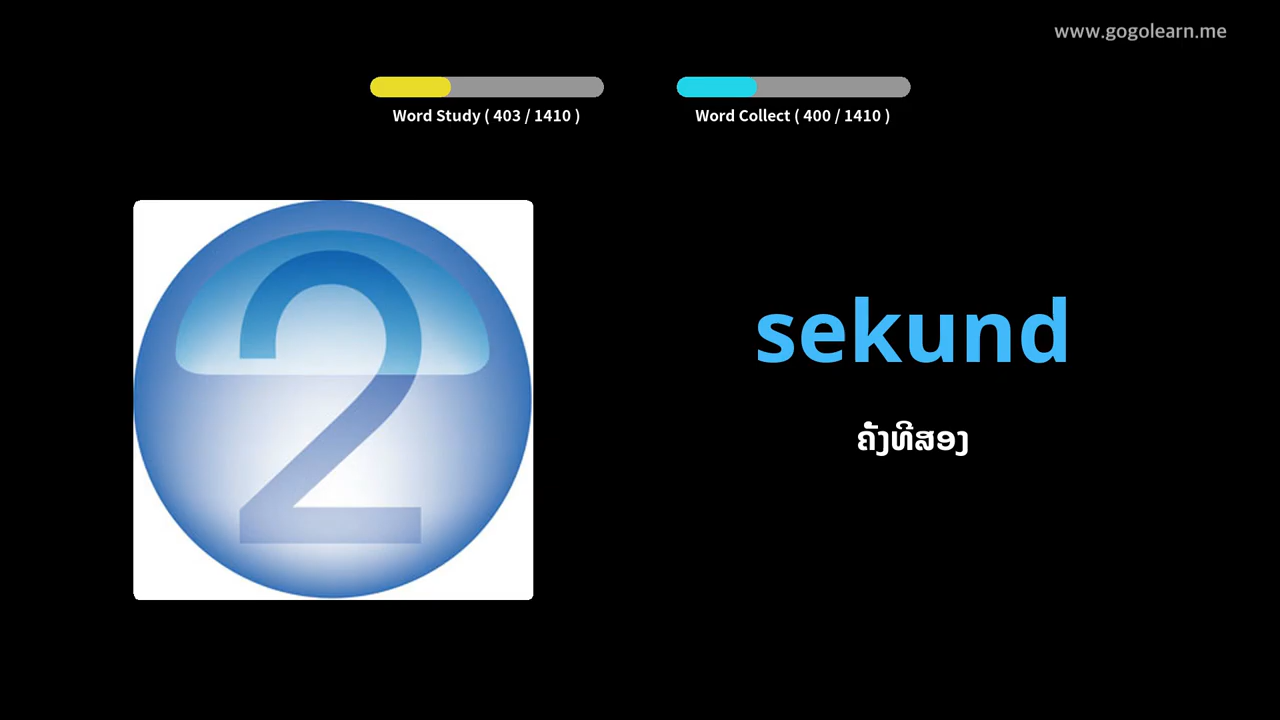 www.gogolearn.me
Word Study ( 403 / 1410 )
Word Collect ( 400 / 1410 )
2
sekund
ຄັ້ງທີສອງ